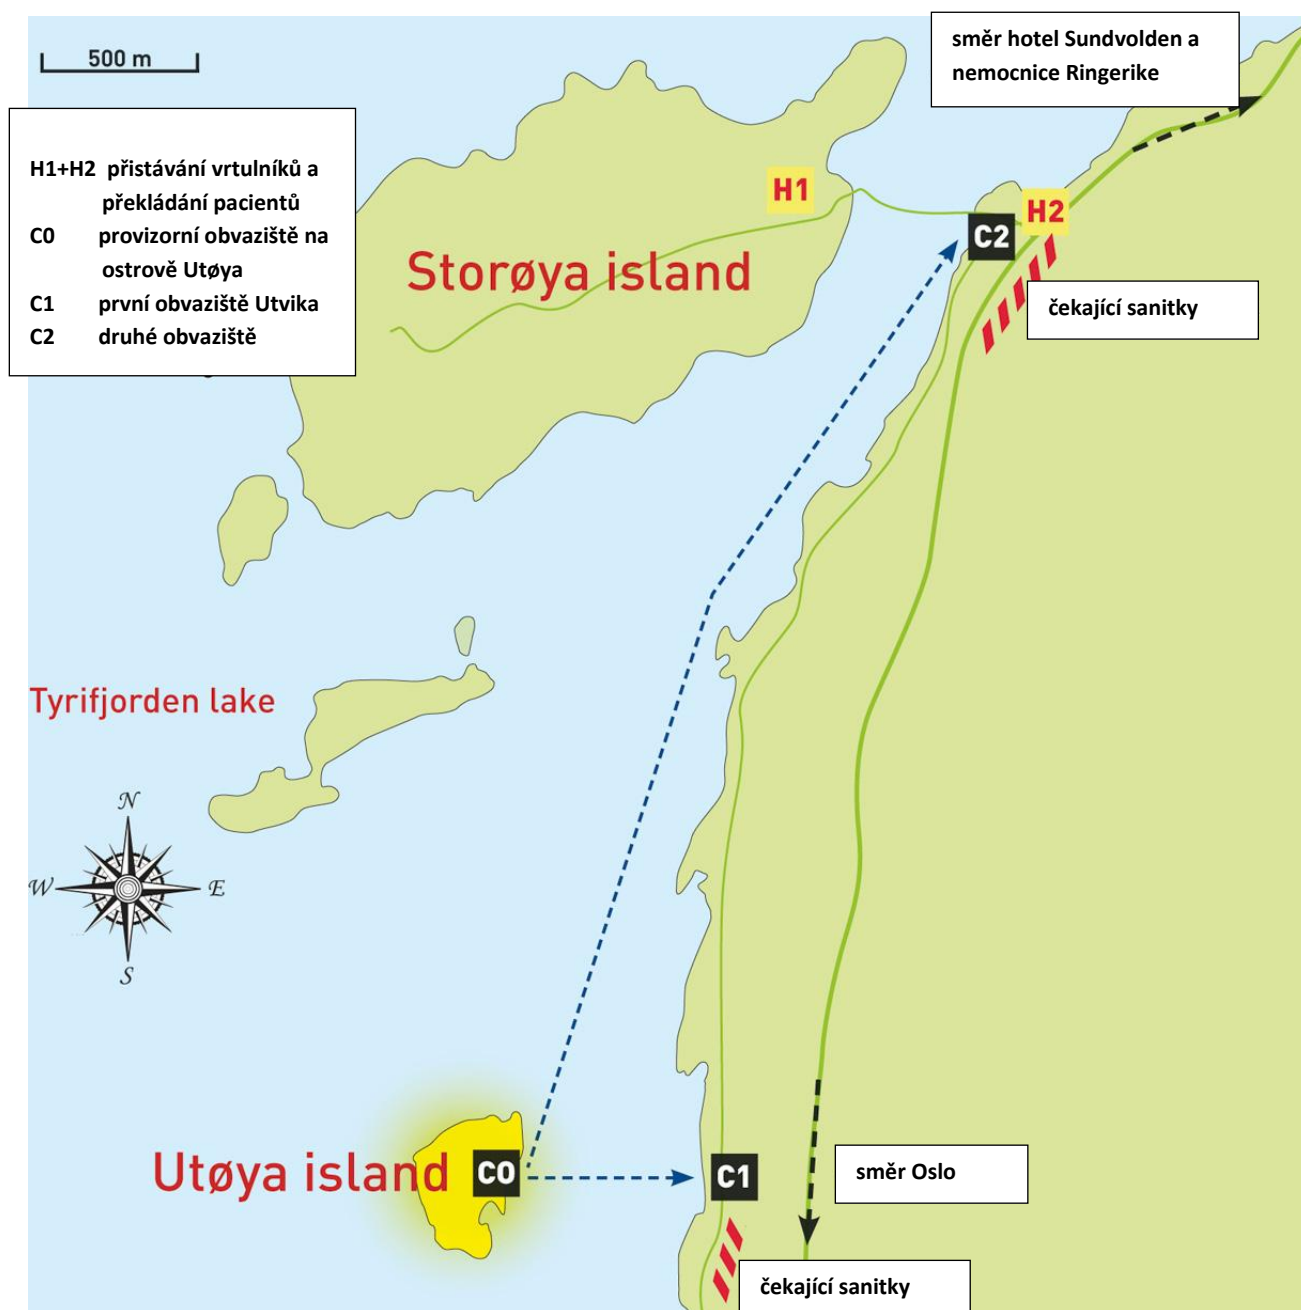 500 m
směr hotel Sundvolden a
nemocnice Ringerike
H1+H2 přistávání vrtulníků a
překládání pacientů
C0 provizorní obvaziště na
ostrově Utøya
C1 první obvaziště Utvika
C2 druhé obvaziště
H1
H2
C2
Storøya island
čekající sanitky
Tyrifjorden lake
N
W E
S
Utøya island
C0
C1
směr Oslo
čekající sanitky